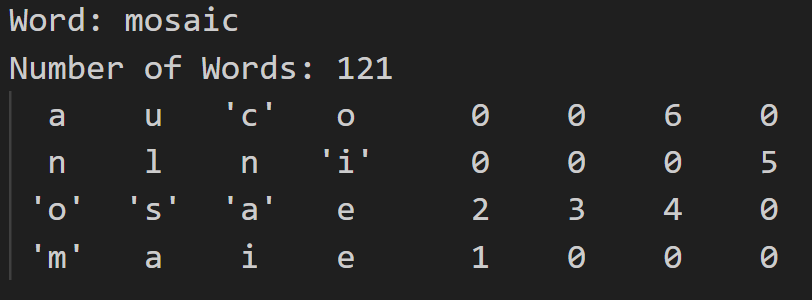 Word: mosaic
Number of Words: 121
a u 'c' o 0 0 6 0
n l n 'i' 0 0 0 5
'o' 's' 'a' e 2 3 4 0
'm' a i e 1 0 0 0